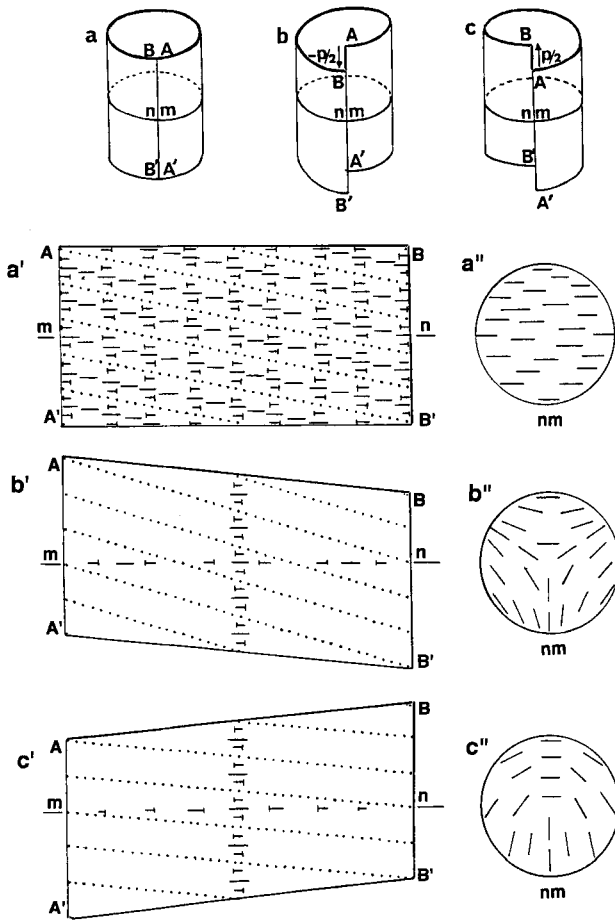 a b c
B A
n m
B' A'
A
-p/2
B
n m
A'
B'
B
p/2
A
n m
B'
A'
a' A B a"
m n
A' B' nm
b' A B b"
m n
A' B' nm
c' A B c"
m n
A' B' nm